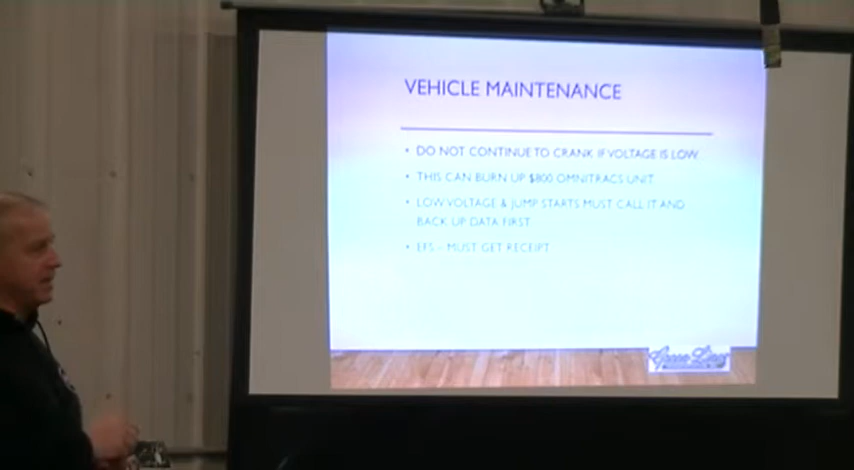 VEHICLE MAINTENANCE
• DO NOT CONTINUE TO CRANK IF VOLTAGE IS LOW
• THIS CAN BURN UP $800 OMNITRACS UNIT
• LOW VOLTAGE & JUMP STARTS MUST CALL IT AND
BACK UP DATA FIRST
• EFS – MUST GET RECEIPT